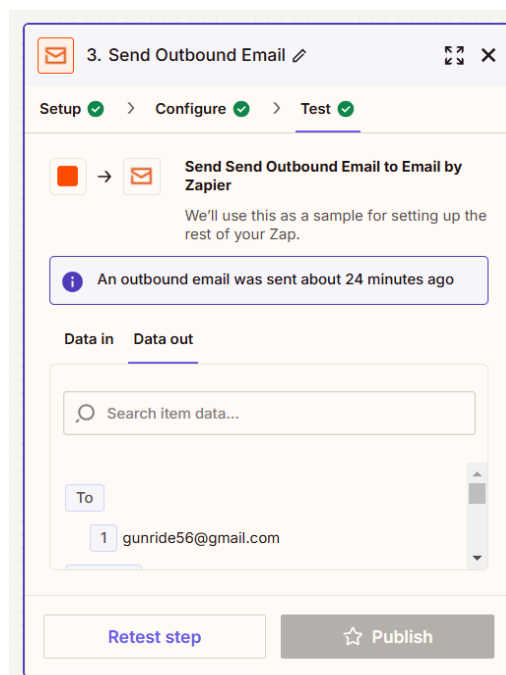 3. Send Outbound Email
Setup > Configure > Test
Send Send Outbound Email to Email by
Zapier
We'll use this as a sample for setting up the
rest of your Zap.
An outbound email was sent about 24 minutes ago
Data in Data out
Search item data...
To
1 gunride56@gmail.com
Retest step Publish